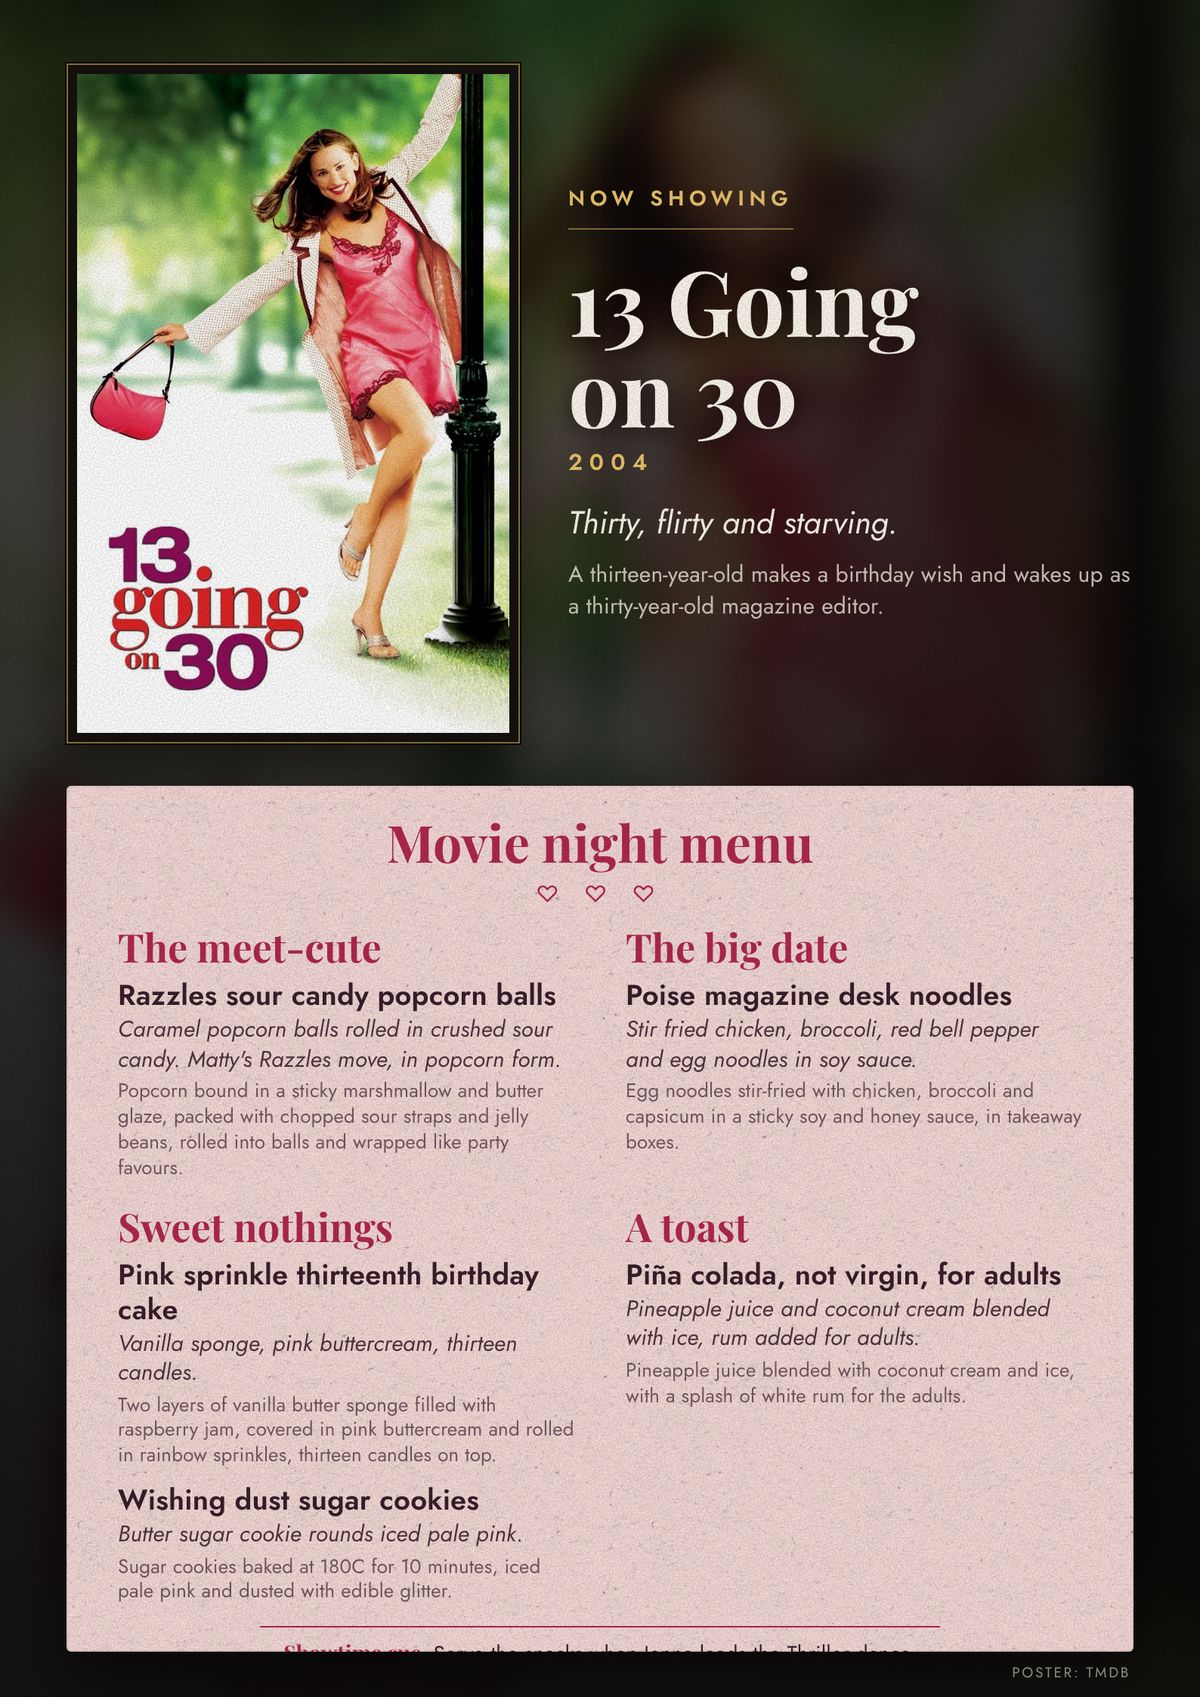 13
going
on 30
NOW SHOWING
13 Going
on 30
2004
Thirty, flirty and starving.
A thirteen-year-old makes a birthday wish and wakes up as
a thirty-year-old magazine editor.
Movie night menu
The meet-cute
Razzles sour candy popcorn balls
Caramel popcorn balls rolled in crushed sour
candy. Matty's Razzles move, in popcorn form.
Popcorn bound in a sticky marshmallow and butter
glaze, packed with chopped sour straps and jelly
beans, rolled into balls and wrapped like party
favours.
The big date
Poise magazine desk noodles
Stir fried chicken, broccoli, red bell pepper
and egg noodles in soy sauce.
Egg noodles stir-fried with chicken, broccoli and
capsicum in a sticky soy and honey sauce, in takeaway
boxes.
Sweet nothings
Pink sprinkle thirteenth birthday
cake
Vanilla sponge, pink buttercream, thirteen
candles.
Two layers of vanilla butter sponge filled with
raspberry jam, covered in pink buttercream and rolled
in rainbow sprinkles, thirteen candles on top.
Wishing dust sugar cookies
Butter sugar cookie rounds iced pale pink.
Sugar cookies baked at 180C for 10 minutes, iced
pale pink and dusted with edible glitter.
A toast
Piña colada, not virgin, for adults
Pineapple juice and coconut cream blended
with ice, rum added for adults.
Pineapple juice blended with coconut cream and ice,
with a splash of white rum for the adults.
POSTER: TMDB